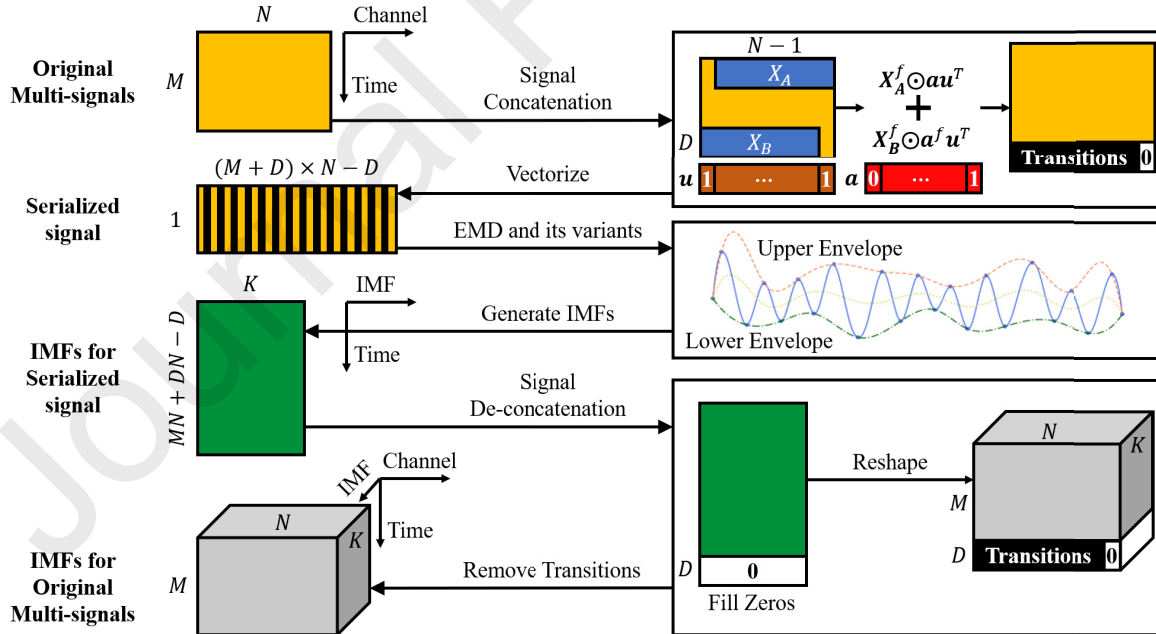 N
Channel
Original
Multi-signals
M
Time
Signal
Concatenation
N − 1
X_A
D
X_B
u 1 ... 1 a 0 ... 1
X_A^f ⊙ au^T
+
X_B^f ⊙ a^f u^T
Transitions 0
(M + D) × N − D
Vectorize
Serialized
signal
1
EMD and its variants
Upper Envelope
Lower Envelope
K
IMF
Time
Generate IMFs
IMFs for
Serialized
signal
MN + DN − D
Signal
De-concatenation
Reshape
N
K
M
D
Transitions 0
D
0
Fill Zeros
IMF
Channel
Time
N
K
M
IMFs for
Original
Multi-signals
Remove Transitions
Journal